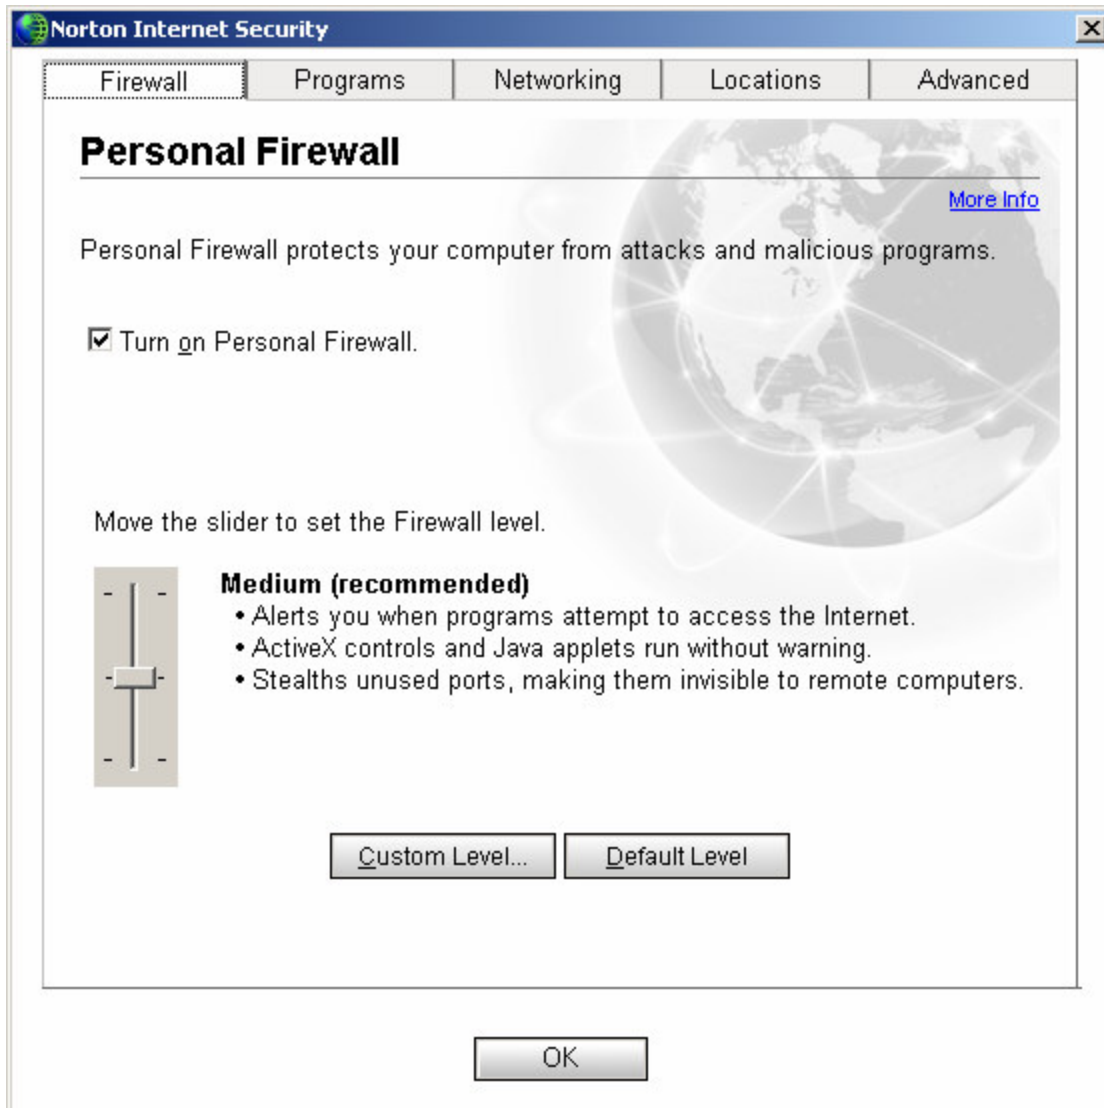 Norton Internet Security
Firewall Programs Networking Locations Advanced
Personal Firewall
More Info
Personal Firewall protects your computer from attacks and malicious programs.
Turn on Personal Firewall.
Move the slider to set the Firewall level.
Medium (recommended)
• Alerts you when programs attempt to access the Internet.
• ActiveX controls and Java applets run without warning.
• Stealths unused ports, making them invisible to remote computers.
Custom Level... Default Level
OK